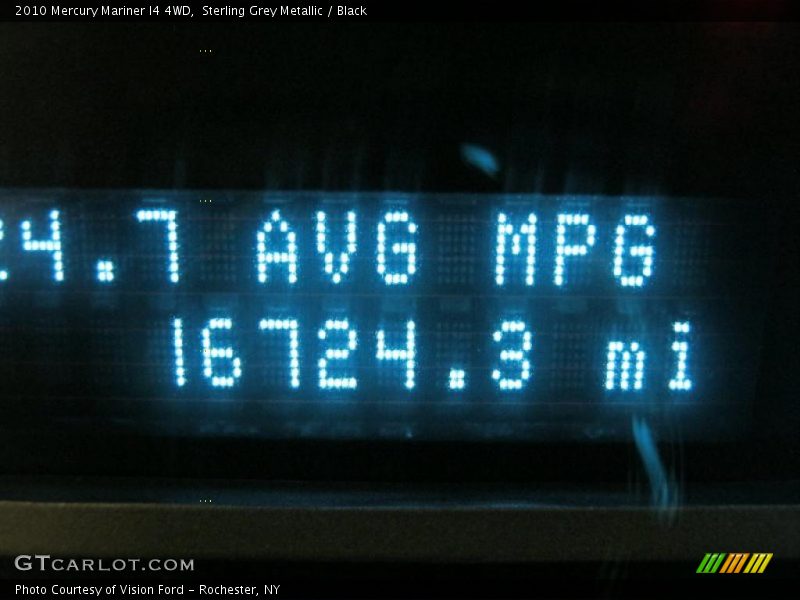 2010 Mercury Mariner I4 4WD, Sterling Grey Metallic / Black
4.7 AVG MPG
16724.3 mi
GTCARLOT.COM
Photo Courtesy of Vision Ford - Rochester, NY